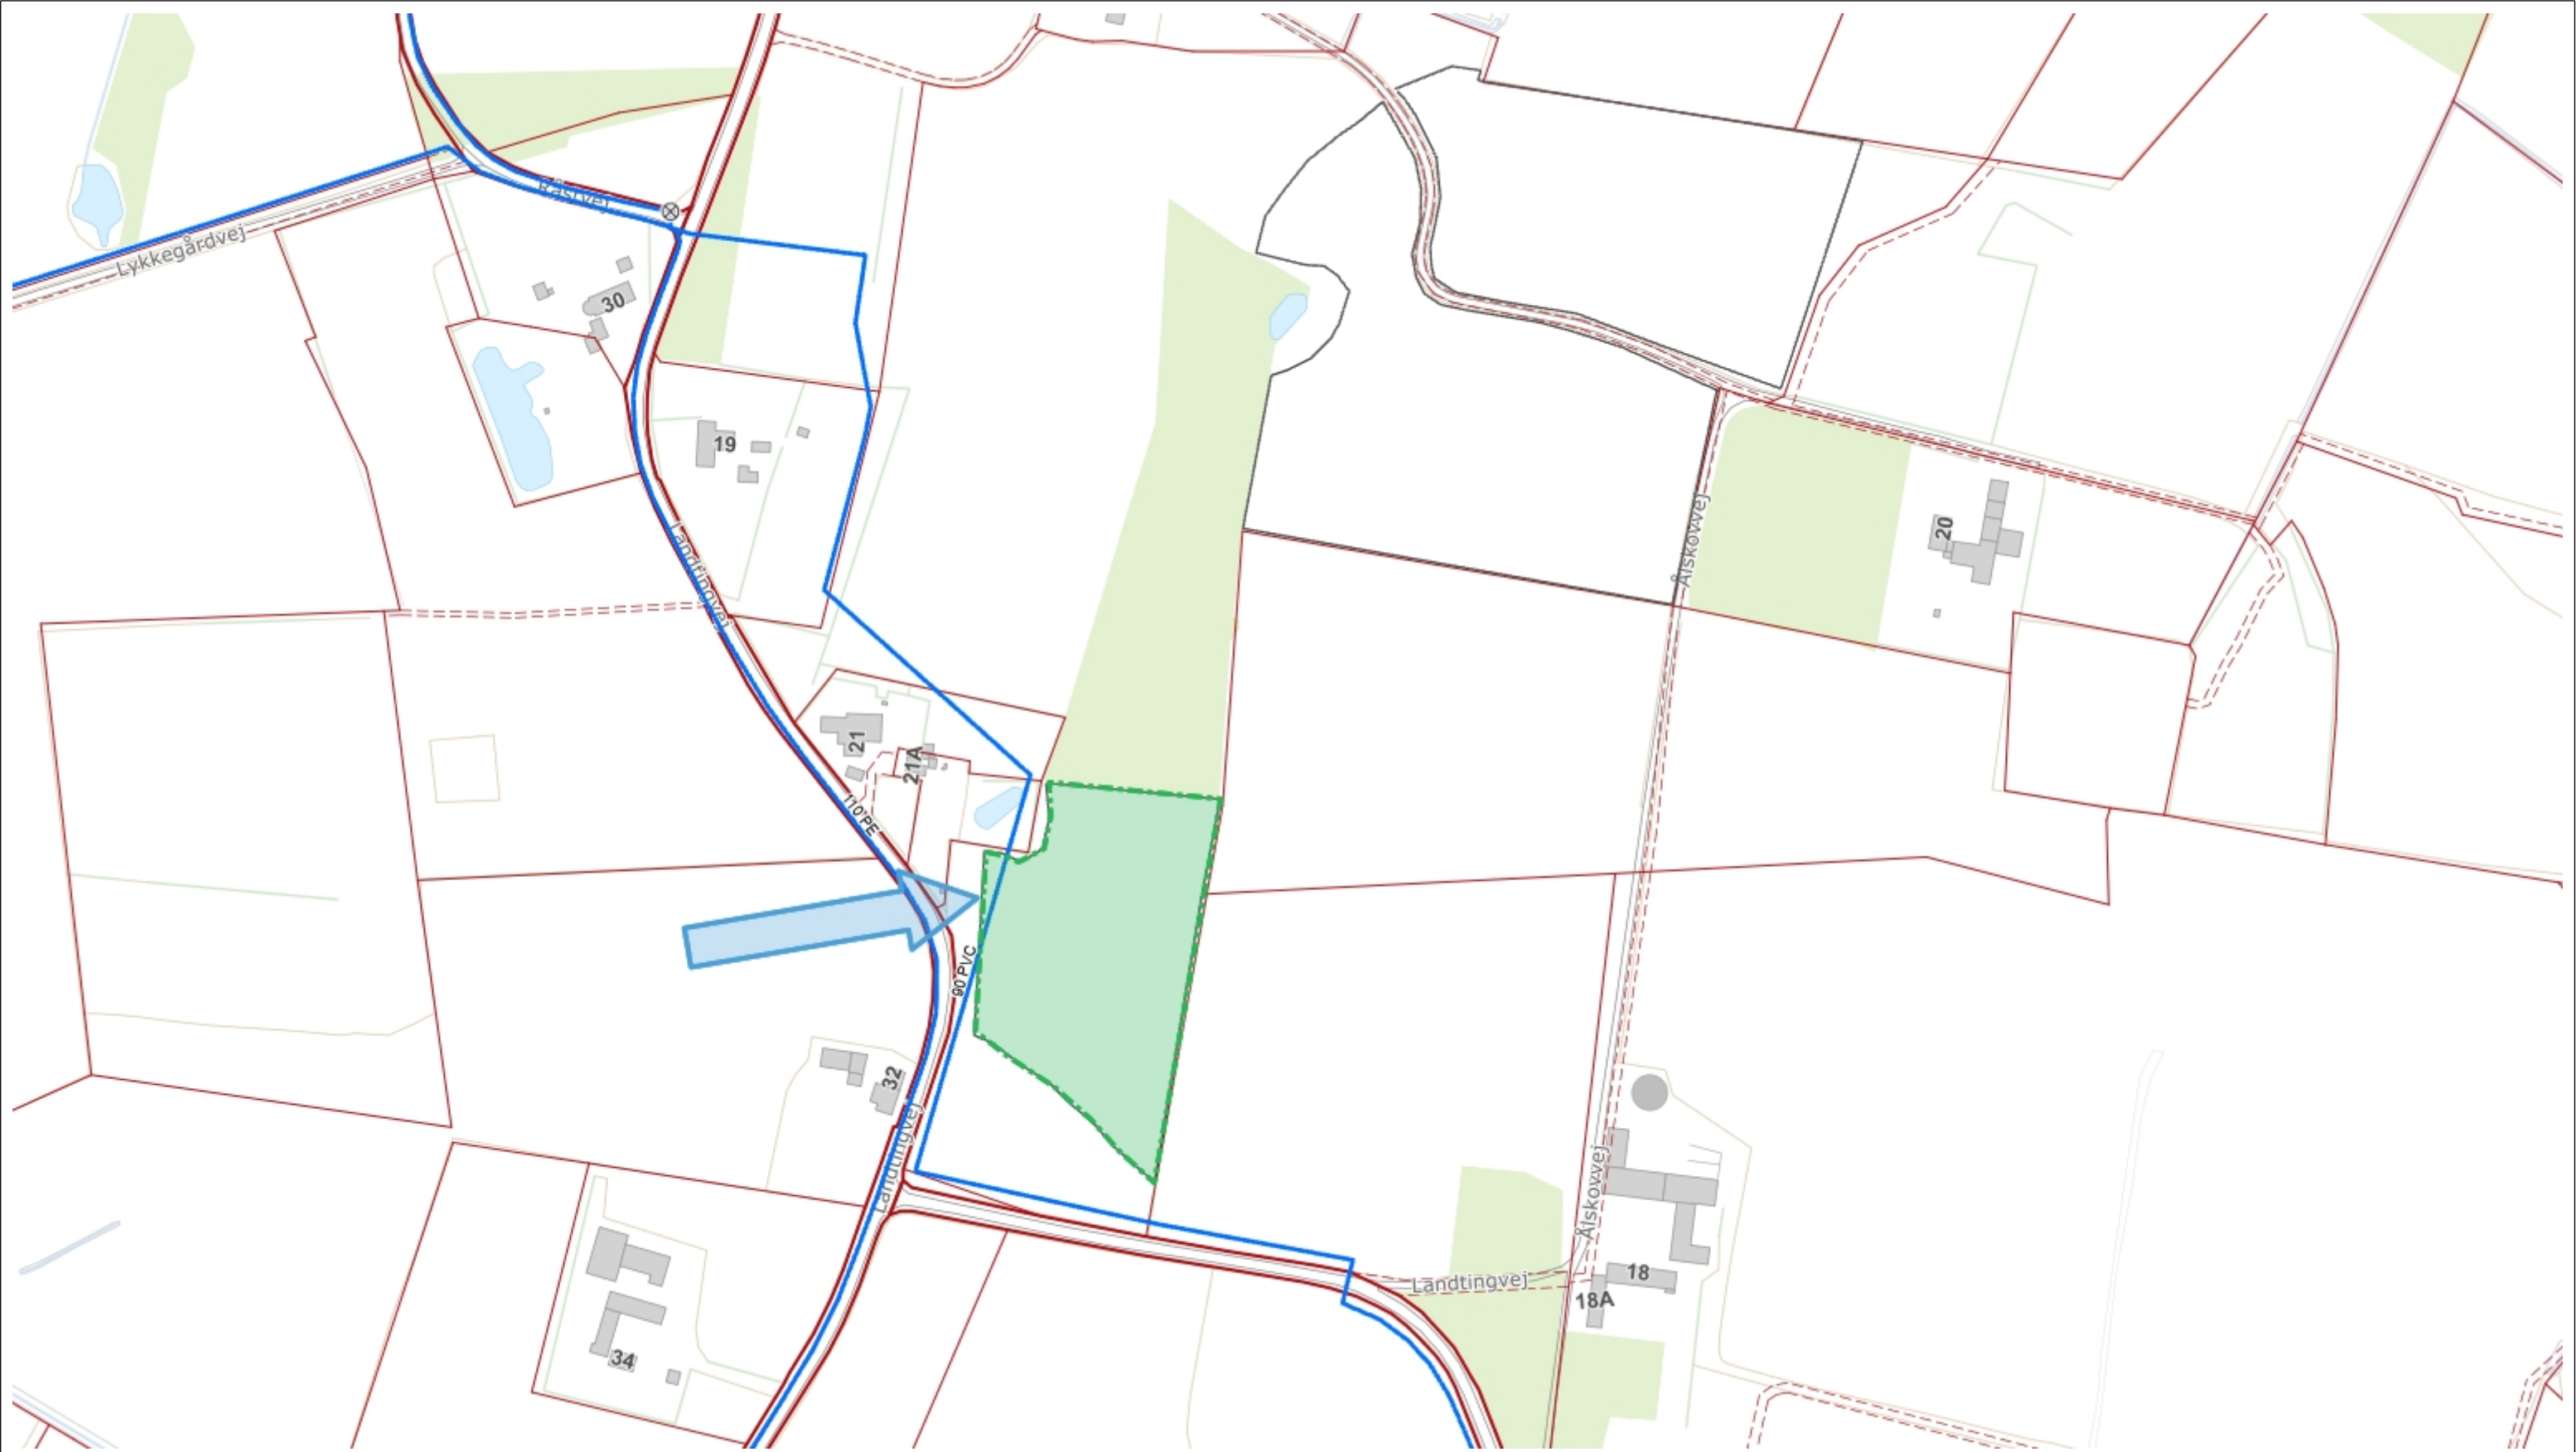 Råstvej
Lykkegårdvej
30
19
Landtingvej
Ålskovvej
20
21
21A
110 PE
90 PVC
32
Landtingvej
Ålskovvej
Landtingvej
18
18A
34